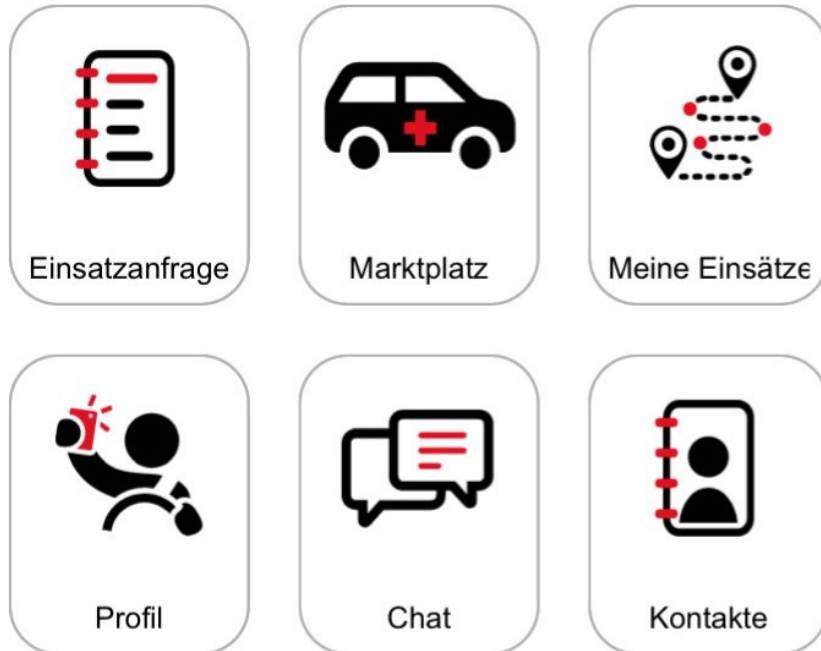 Einsatzanfrage
Marktplatz
Meine Einsätze
Profil
Chat
Kontakte